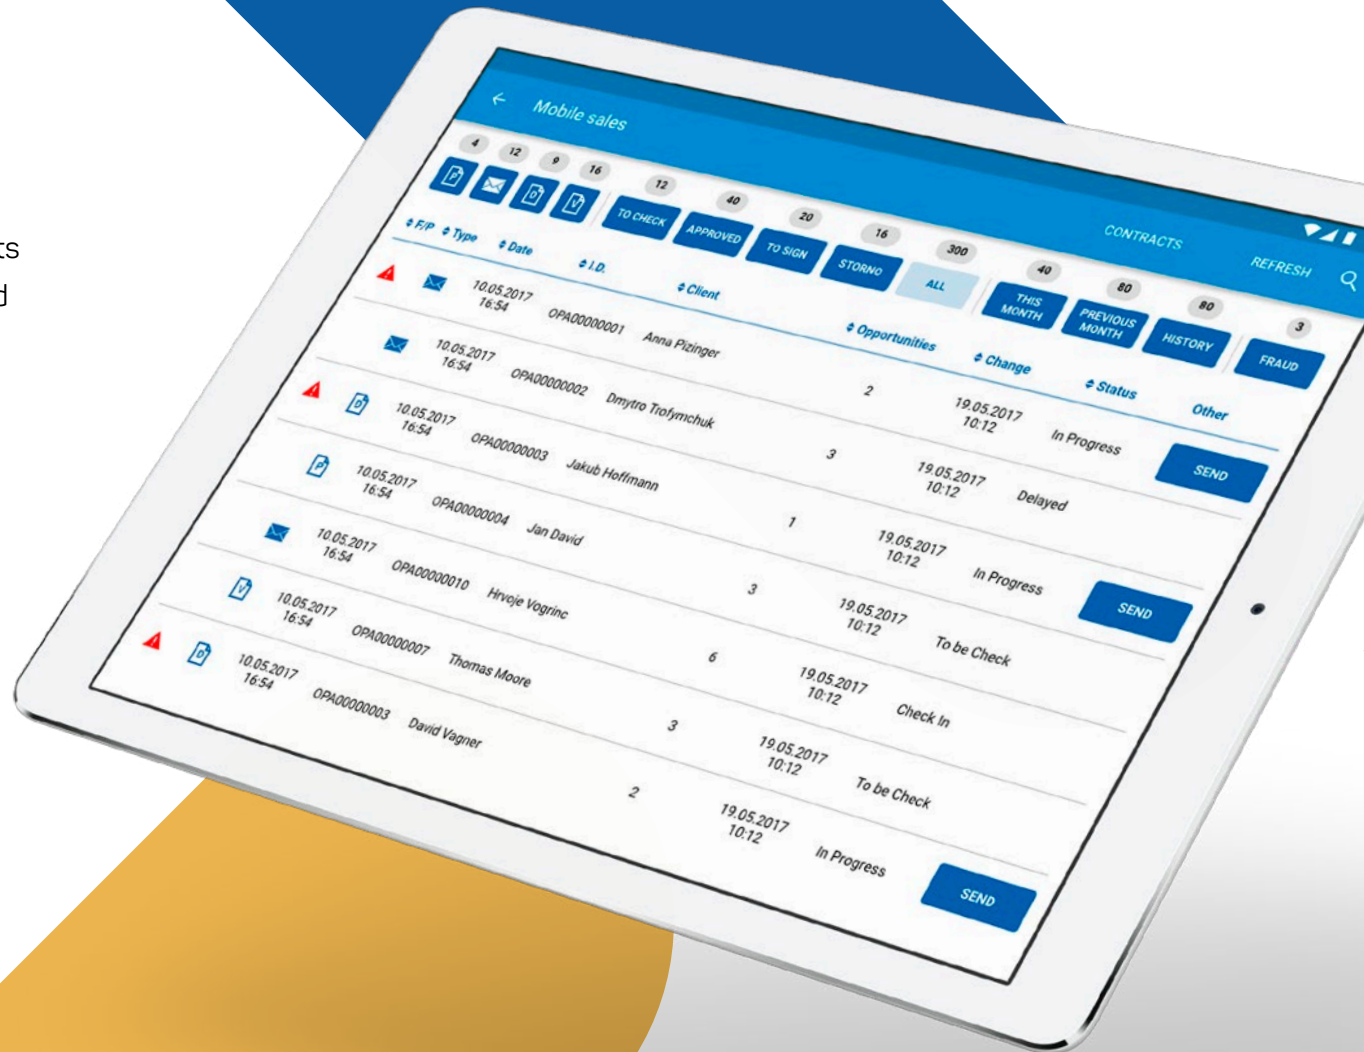 ts
d
← Mobile sales
CONTRACTS REFRESH
4 12 9 16 12 40 20 16 300 40 80 80 3
P D V TO CHECK APPROVED TO SIGN STORNO ALL THIS MONTH PREVIOUS MONTH HISTORY FRAUD
F/P Type Date I.D. Client Opportunities Change Status Other
10.05.2017 16:54 OPA00000001 Anna Pizinger 2 19.05.2017 10:12 In Progress SEND
10.05.2017 16:54 OPA00000002 Dmytro Trofymchuk 3 19.05.2017 10:12 Delayed
D 10.05.2017 16:54 OPA00000003 Jakub Hoffmann 1 19.05.2017 10:12 In Progress SEND
P 10.05.2017 16:54 OPA00000004 Jan David 3 19.05.2017 10:12 To be Check
10.05.2017 16:54 OPA00000010 Hrvoje Vogrinc 6 19.05.2017 10:12 Check In
V 10.05.2017 16:54 OPA00000007 Thomas Moore 3 19.05.2017 10:12 To be Check
D 10.05.2017 16:54 OPA00000003 David Vagner 2 19.05.2017 10:12 In Progress SEND